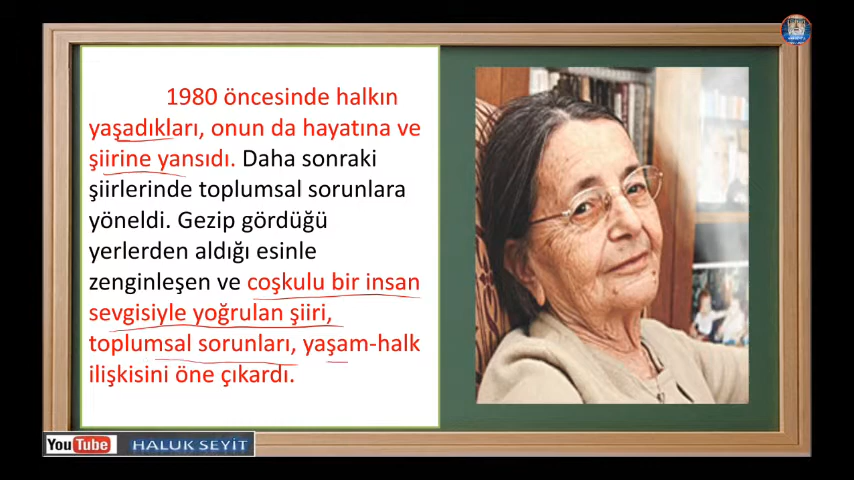 1980 öncesinde halkın
yaşadıkları, onun da hayatına ve
şiirine yansıdı. Daha sonraki
şiirlerinde toplumsal sorunlara
yöneldi. Gezip gördüğü
yerlerden aldığı esinle
zenginleşen ve coşkulu bir insan
sevgisiyle yoğrulan şiiri,
toplumsal sorunları, yaşam-halk
ilişkisini öne çıkardı.
YouTube HALUK SEYİT